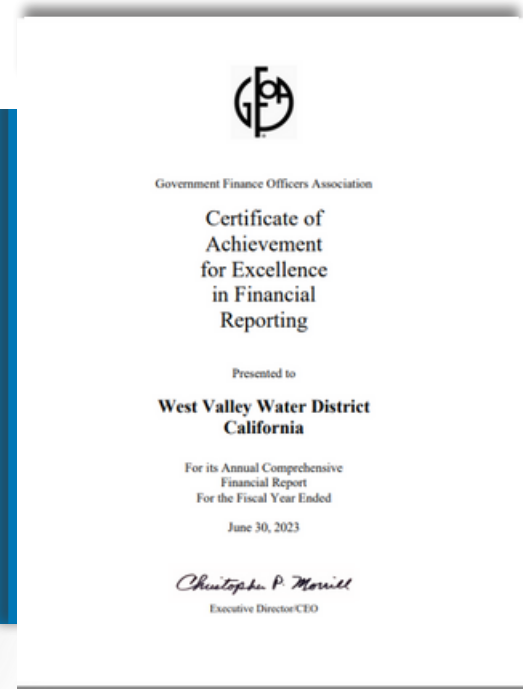 GFOA
Government Finance Officers Association
Certificate of
Achievement
for Excellence
in Financial
Reporting
Presented to
West Valley Water District
California
For its Annual Comprehensive
Financial Report
For the Fiscal Year Ended
June 30, 2023
Christopher P. Morrill
Executive Director/CEO